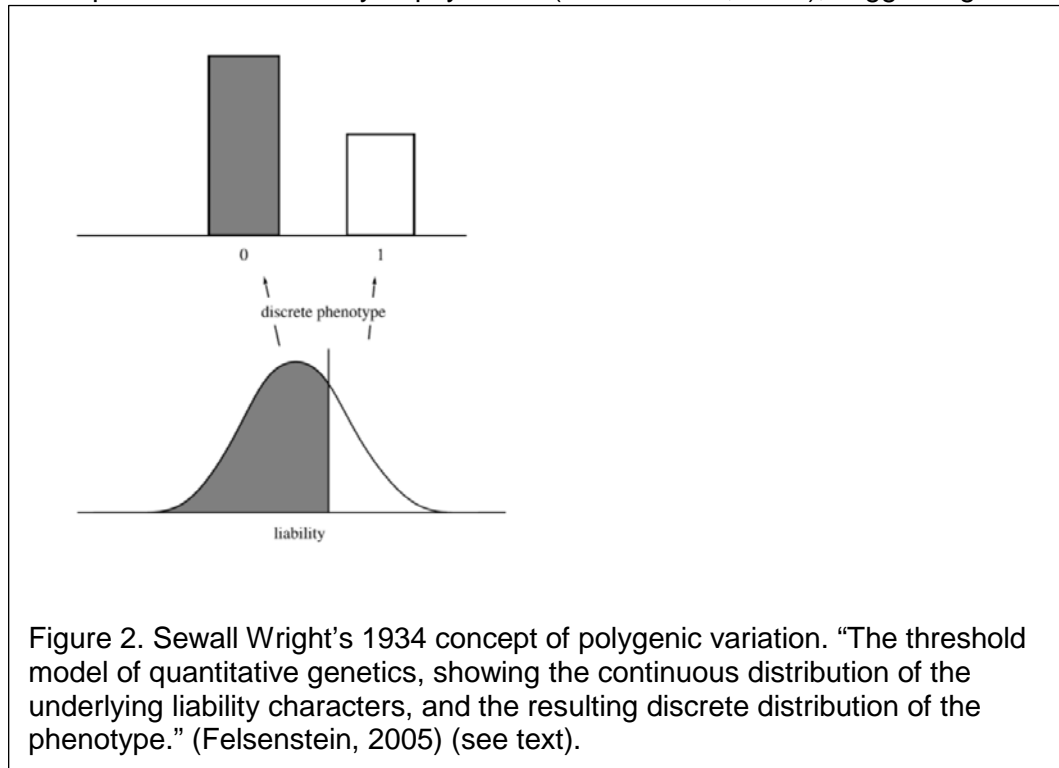 0 1
discrete phenotype
liability
Figure 2. Sewall Wright’s 1934 concept of polygenic variation. “The threshold
model of quantitative genetics, showing the continuous distribution of the
underlying liability characters, and the resulting discrete distribution of the
phenotype.” (Felsenstein, 2005) (see text).